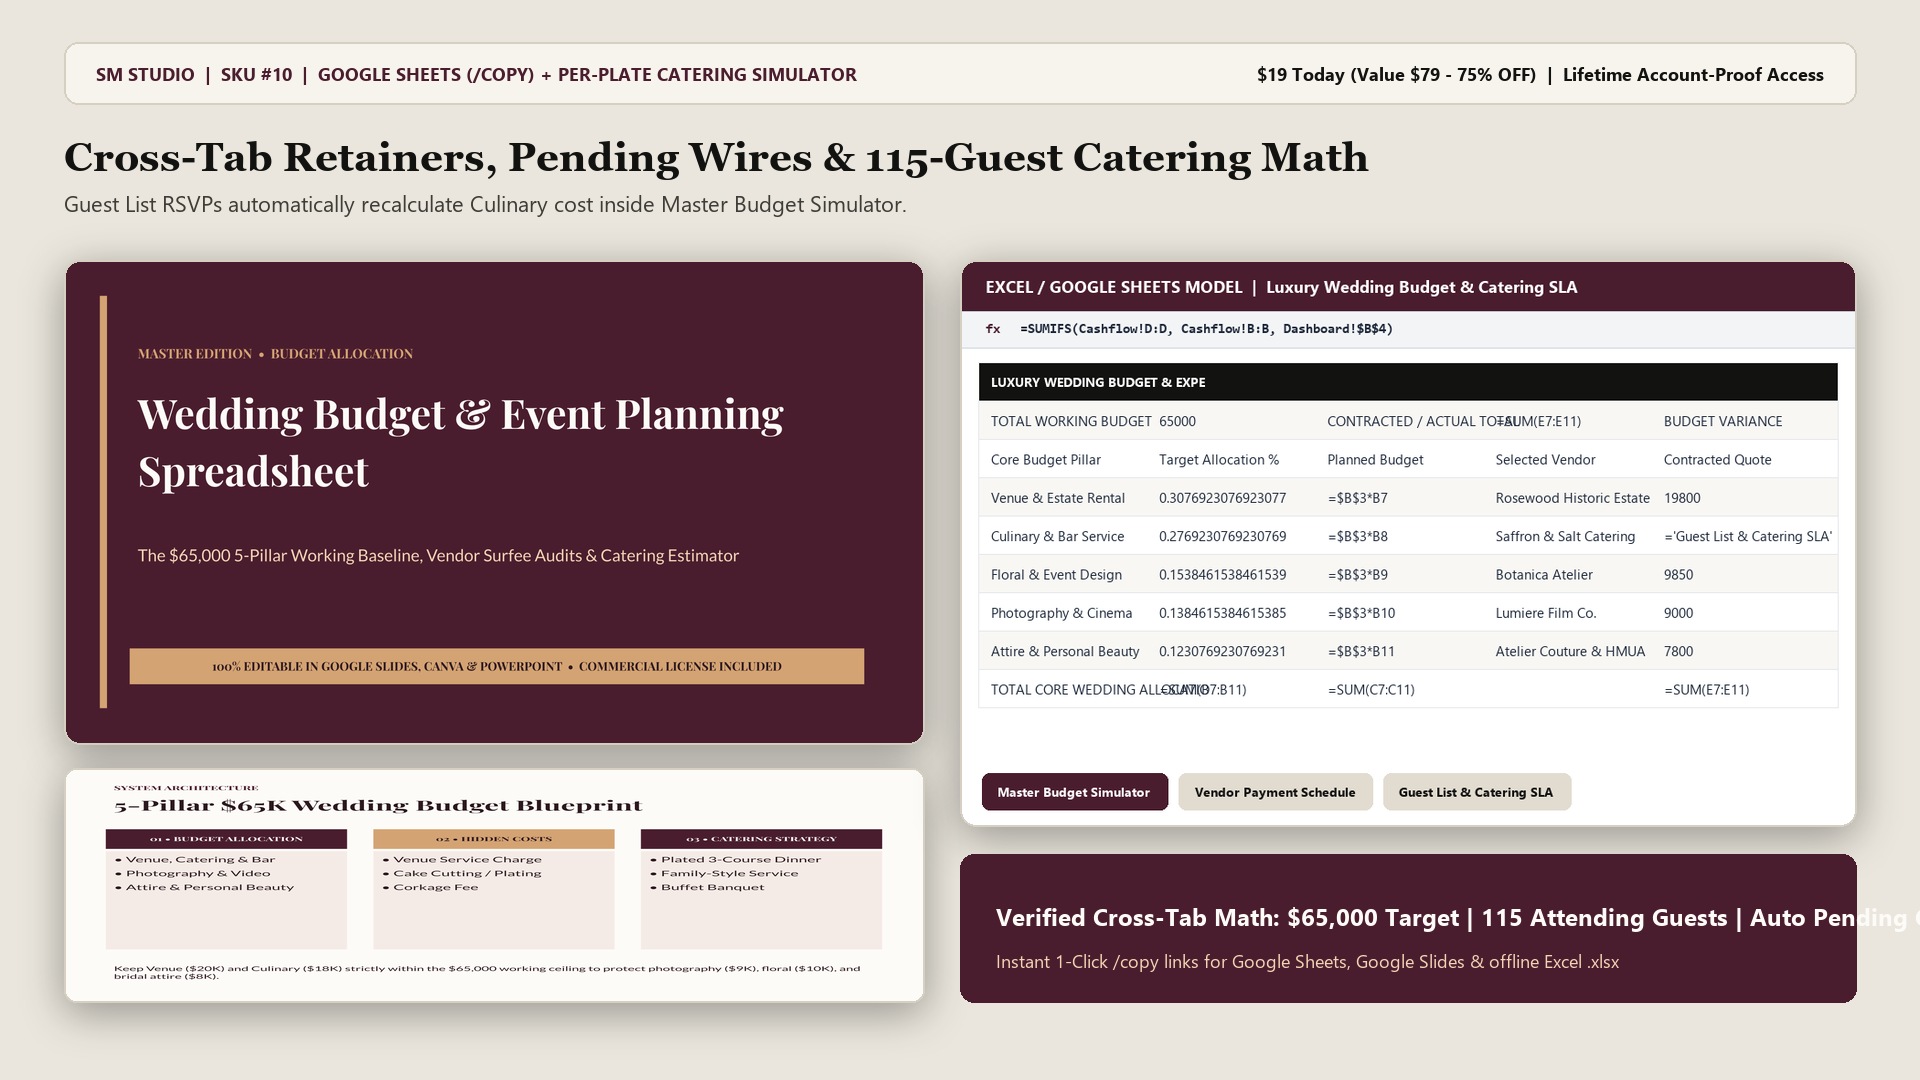 SM STUDIO | SKU #10 | GOOGLE SHEETS (/COPY) + PER-PLATE CATERING SIMULATOR
$19 Today (Value $79 - 75% OFF) | Lifetime Account-Proof Access
Cross-Tab Retainers, Pending Wires & 115-Guest Catering Math
Guest List RSVPs automatically recalculate Culinary cost inside Master Budget Simulator.
MASTER EDITION • BUDGET ALLOCATION
Wedding Budget & Event Planning
Spreadsheet
The $65,000 5-Pillar Working Baseline, Vendor Surfee Audits & Catering Estimator
100% EDITABLE IN GOOGLE SLIDES, CANVA & POWERPOINT • COMMERCIAL LICENSE INCLUDED
SYSTEM ARCHITECTURE
5-Pillar $65K Wedding Budget Blueprint
01 • BUDGET ALLOCATION
• Venue, Catering & Bar
• Photography & Video
• Attire & Personal Beauty
02 • HIDDEN COSTS
• Venue Service Charge
• Cake Cutting / Plating
• Corkage Fee
03 • CATERING STRATEGY
• Plated 3-Course Dinner
• Family-Style Service
• Buffet Banquet
Keep Venue ($20K) and Culinary ($18K) strictly within the $65,000 working ceiling to protect photography ($9K), floral ($10K), and
bridal attire ($8K).
EXCEL / GOOGLE SHEETS MODEL | Luxury Wedding Budget & Catering SLA
fx =SUMIFS(Cashflow!D:D, Cashflow!B:B, Dashboard!$B$4)
LUXURY WEDDING BUDGET & EXPE
TOTAL WORKING BUDGET 65000 CONTRACTED / ACTUAL TOTAL =SUM(E7:E11) BUDGET VARIANCE
Core Budget Pillar Target Allocation % Planned Budget Selected Vendor Contracted Quote
Venue & Estate Rental 0.3076923076923077 =$B$3*B7 Rosewood Historic Estate 19800
Culinary & Bar Service 0.2769230769230769 =$B$3*B8 Saffron & Salt Catering ='Guest List & Catering SLA'
Floral & Event Design 0.1538461538461539 =$B$3*B9 Botanica Atelier 9850
Photography & Cinema 0.1384615384615385 =$B$3*B10 Lumiere Film Co. 9000
Attire & Personal Beauty 0.1230769230769231 =$B$3*B11 Atelier Couture & HMUA 7800
TOTAL CORE WEDDING ALLOCATIO =SUM(B7:B11) =SUM(C7:C11) =SUM(E7:E11)
Master Budget Simulator Vendor Payment Schedule Guest List & Catering SLA
Verified Cross-Tab Math: $65,000 Target | 115 Attending Guests | Auto Pending
Instant 1-Click /copy links for Google Sheets, Google Slides & offline Excel .xlsx